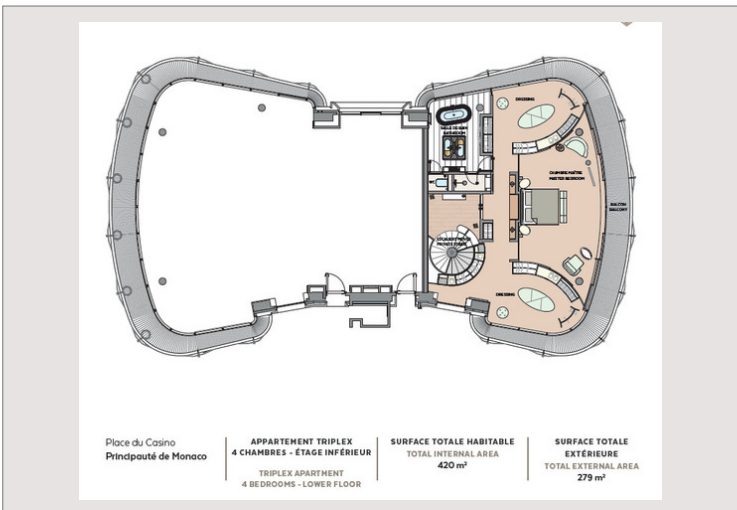 DRESSING
SALLE DE BAIN
BATHROOM
CHAMBRE MAÎTRE
MASTER BEDROOM
BALCON
BALCONY
ESCALIER PRIVÉ
DRESSING
Place du Casino
Principauté de Monaco
APPARTEMENT TRIPLEX
4 CHAMBRES - ÉTAGE INFÉRIEUR
TRIPLEX APARTMENT
4 BEDROOMS - LOWER FLOOR
SURFACE TOTALE HABITABLE
TOTAL INTERNAL AREA
420 m²
SURFACE TOTALE
EXTÉRIEURE
TOTAL EXTERNAL AREA
279 m²